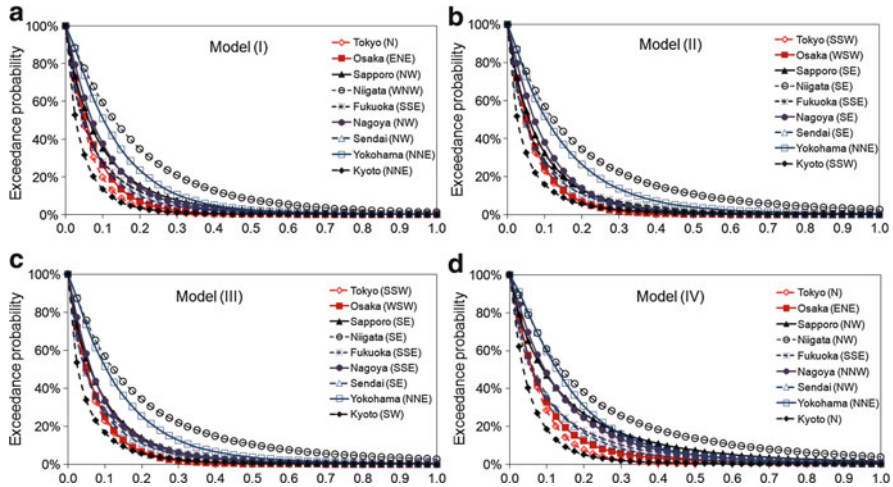 a
Exceedance probability
100%
80%
60%
40%
20%
0%
Model (I)
Tokyo (N)
Osaka (ENE)
Sapporo (NW)
Niigata (WNW)
Fukuoka (SSE)
Nagoya (NW)
Sendai (NW)
Yokohama (NNE)
Kyoto (NNE)
0.0 0.1 0.2 0.3 0.4 0.5 0.6 0.7 0.8 0.9 1.0
b
Exceedance probability
100%
80%
60%
40%
20%
0%
Model (II)
Tokyo (SSW)
Osaka (WSW)
Sapporo (SE)
Niigata (SE)
Fukuoka (SSE)
Nagoya (SE)
Sendai (SE)
Yokohama (NNE)
Kyoto (SSW)
0.0 0.1 0.2 0.3 0.4 0.5 0.6 0.7 0.8 0.9 1.0
c
Exceedance probability
100%
80%
60%
40%
20%
0%
Model (III)
Tokyo (SSW)
Osaka (WSW)
Sapporo (SE)
Niigata (SE)
Fukuoka (SSE)
Nagoya (SSE)
Sendai (SE)
Yokohama (NNE)
Kyoto (SW)
0.0 0.1 0.2 0.3 0.4 0.5 0.6 0.7 0.8 0.9 1.0
d
Exceedance probability
100%
80%
60%
40%
20%
0%
Model (IV)
Tokyo (N)
Osaka (ENE)
Sapporo (NW)
Niigata (NW)
Fukuoka (SSE)
Nagoya (NNW)
Sendai (NW)
Yokohama (NNE)
Kyoto (N)
0.0 0.1 0.2 0.3 0.4 0.5 0.6 0.7 0.8 0.9 1.0